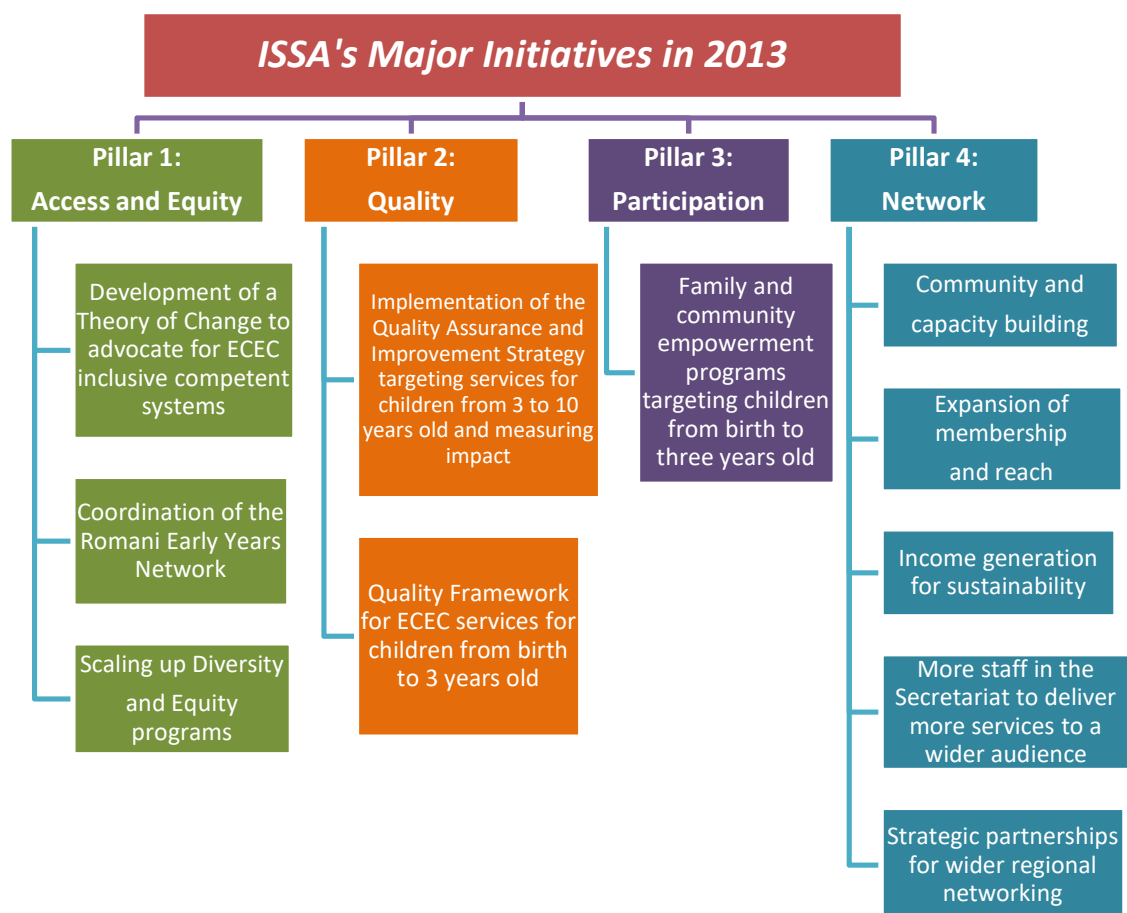 ISSA's Major Initiatives in 2013
Pillar 1:
Access and Equity
Development of a
Theory of Change to
advocate for ECEC
inclusive competent
systems
Coordination of the
Romani Early Years
Network
Scaling up Diversity
and Equity
programs
Pillar 2:
Quality
Implementation of the
Quality Assurance and
Improvement Strategy
targeting services for
children from 3 to 10
years old and measuring
impact
Quality Framework
for ECEC services for
children from birth
to 3 years old
Pillar 3:
Participation
Family and
community
empowerment
programs
targeting children
from birth to
three years old
Pillar 4:
Network
Community and
capacity building
Expansion of
membership
and reach
Income generation
for sustainability
More staff in the
Secretariat to deliver
more services to a
wider audience
Strategic partnerships
for wider regional
networking